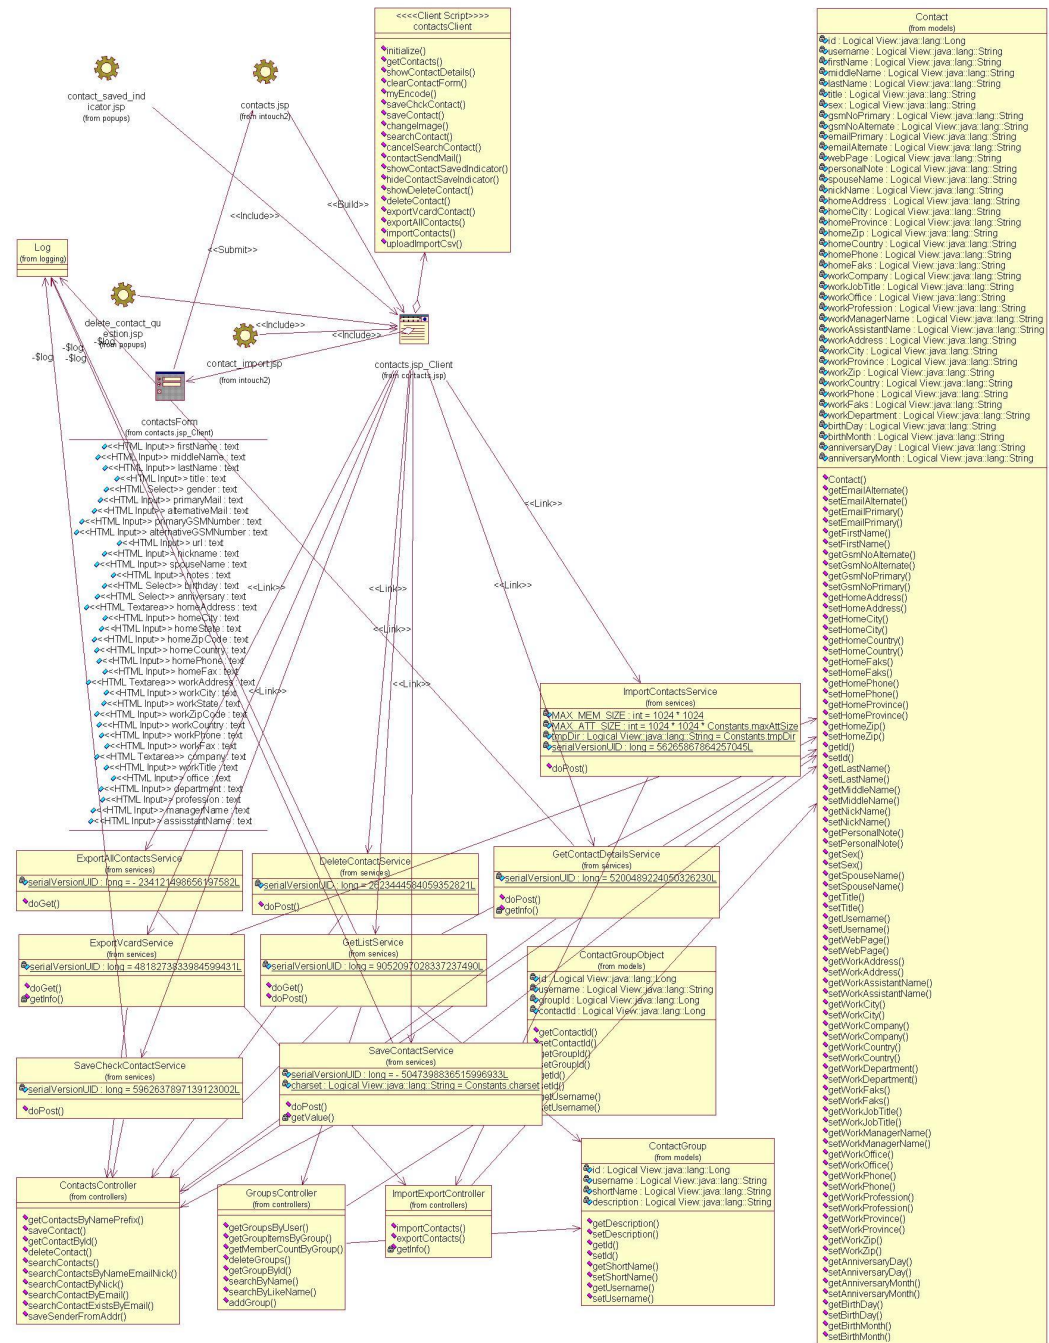 <<<<Client Script>>>>
contactsClient
initialize()
getContacts()
showContactDetails()
clearContactForm()
myEncode()
saveChckContact()
saveContact()
changeImage()
searchContact()
cancelSearchContact()
contactSendMail()
showContactSavedIndicator()
hideContactSaveIndicator()
showDeleteContact()
deleteContact()
exportVcardContact()
exportAllContacts()
importContacts()
uploadImportCsv()
contact_saved_ind
icator.jsp
(from popups)
contacts.jsp
(from intouch2)
<<Include>>
<<Build>>
<<Submit>>
Log
(from logging)
delete_contact_qu
estion.jsp
(from popups)
-$log
-$log
-$log
<<Include>>
<<Include>>
contact_import.jsp
(from intouch2)
contacts.jsp_Client
(from contacts.jsp)
contactsForm
(from contacts.jsp_Client)
<<HTML Input>> firstName : text
<<HTML Input>> middleName : text
<<HTML Input>> lastName : text
<<HTML Input>> title : text
<<HTML Select>> gender : text
<<HTML Input>> primaryMail : text
<<HTML Input>> alternativeMail : text
<<HTML Input>> primaryGSMNumber : text
<<HTML Input>> alternativeGSMNumber : text
<<HTML Input>> url : text
<<HTML Input>> nickname : text
<<HTML Input>> spouseName : text
<<HTML Input>> notes : text
<<HTML Select>> birthday : text
<<HTML Select>> anniversary : text
<<HTML Textarea>> homeAddress : text
<<HTML Input>> homeCity : text
<<HTML Input>> homeState : text
<<HTML Input>> homeZipCode : text
<<HTML Input>> homeCountry : text
<<HTML Input>> homePhone : text
<<HTML Input>> homeFax : text
<<HTML Textarea>> workAddress : text
<<HTML Input>> workCity : text
<<HTML Input>> workState : text
<<HTML Input>> workZipCode : text
<<HTML Input>> workCountry : text
<<HTML Input>> workPhone : text
<<HTML Input>> workFax : text
<<HTML Textarea>> company : text
<<HTML Input>> workTitle : text
<<HTML Input>> office : text
<<HTML Input>> department : text
<<HTML Input>> profession : text
<<HTML Input>> managerName : text
<<HTML Input>> assisstantName : text
<<Link>>
<<Link>>
<<Link>>
<<Link>>
<<Link>>
<<Link>>
<<Link>>
<<Link>>
ImportContactsService
(from services)
MAX_MEM_SIZE : int = 1024 * 1024
MAX_ATT_SIZE : int = 1024 * 1024 * Constants.maxAttSize
tmpDir : Logical View::java::lang::String = Constants.tmpDir
serialVersionUID : long = 56265867864257045L
doPost()
ExportAllContactsService
(from services)
serialVersionUID : long = - 234121498656197582L
doGet()
DeleteContactService
(from services)
serialVersionUID : long = 2623444584059352821L
doPost()
GetContactDetailsService
(from services)
serialVersionUID : long = 5200489224050326230L
doPost()
getInfo()
ExportVcardService
(from services)
serialVersionUID : long = 4818273833984599431L
doGet()
getInfo()
GetListService
(from services)
serialVersionUID : long = 9052097028337237490L
doGet()
doPost()
ContactGroupObject
(from models)
id : Logical View::java::lang::Long
username : Logical View::java::lang::String
groupId : Logical View::java::lang::Long
contactId : Logical View::java::lang::Long
getContactId()
setContactId()
getGroupId()
setGroupId()
getId()
setId()
getUsername()
setUsername()
SaveCheckContactService
(from services)
serialVersionUID : long = 5962637897139123002L
doPost()
SaveContactService
(from services)
serialVersionUID : long = - 5047398836515996933L
charset : Logical View::java::lang::String = Constants.charset
doPost()
getValue()
ContactsController
(from controllers)
getContactsByNamePrefix()
saveContact()
getContactById()
deleteContact()
searchContacts()
searchContactsByNameEmailNick()
searchContactByNick()
searchContactByEmail()
searchContactExistsByEmail()
saveSenderFromAddr()
GroupsController
(from controllers)
getGroupsByUser()
getGroupItemsByGroup()
getMemberCountByGroup()
deleteGroups()
getGroupById()
searchByName()
searchByLikeName()
addGroup()
ImportExportController
(from controllers)
importContacts()
exportContacts()
getInfo()
ContactGroup
(from models)
id : Logical View::java::lang::Long
username : Logical View::java::lang::String
shortName : Logical View::java::lang::String
description : Logical View::java::lang::String
getDescription()
setDescription()
getId()
setId()
getShortName()
setShortName()
getUsername()
setUsername()
Contact
(from models)
id : Logical View::java::lang::Long
username : Logical View::java::lang::String
firstName : Logical View::java::lang::String
middleName : Logical View::java::lang::String
lastName : Logical View::java::lang::String
title : Logical View::java::lang::String
sex : Logical View::java::lang::String
gsmNoPrimary : Logical View::java::lang::String
gsmNoAlternate : Logical View::java::lang::String
emailPrimary : Logical View::java::lang::String
emailAlternate : Logical View::java::lang::String
webPage : Logical View::java::lang::String
personalNote : Logical View::java::lang::String
spouseName : Logical View::java::lang::String
nickName : Logical View::java::lang::String
homeAddress : Logical View::java::lang::String
homeCity : Logical View::java::lang::String
homeProvince : Logical View::java::lang::String
homeZip : Logical View::java::lang::String
homeCountry : Logical View::java::lang::String
homePhone : Logical View::java::lang::String
homeFaks : Logical View::java::lang::String
workCompany : Logical View::java::lang::String
workJobTitle : Logical View::java::lang::String
workOffice : Logical View::java::lang::String
workProfession : Logical View::java::lang::String
workManagerName : Logical View::java::lang::String
workAssistantName : Logical View::java::lang::String
workAddress : Logical View::java::lang::String
workCity : Logical View::java::lang::String
workProvince : Logical View::java::lang::String
workZip : Logical View::java::lang::String
workCountry : Logical View::java::lang::String
workPhone : Logical View::java::lang::String
workFaks : Logical View::java::lang::String
workDepartment : Logical View::java::lang::String
birthDay : Logical View::java::lang::String
birthMonth : Logical View::java::lang::String
anniversaryDay : Logical View::java::lang::String
anniversaryMonth : Logical View::java::lang::String
Contact()
getEmailAlternate()
setEmailAlternate()
getEmailPrimary()
setEmailPrimary()
getFirstName()
setFirstName()
getGsmNoAlternate()
setGsmNoAlternate()
getGsmNoPrimary()
setGsmNoPrimary()
getHomeAddress()
setHomeAddress()
getHomeCity()
setHomeCity()
getHomeCountry()
setHomeCountry()
getHomeFaks()
setHomeFaks()
getHomePhone()
setHomePhone()
getHomeProvince()
setHomeProvince()
getHomeZip()
setHomeZip()
getId()
setId()
getLastName()
setLastName()
getMiddleName()
setMiddleName()
getNickName()
setNickName()
getPersonalNote()
setPersonalNote()
getSex()
setSex()
getSpouseName()
setSpouseName()
getTitle()
setTitle()
getUsername()
setUsername()
getWebPage()
setWebPage()
getWorkAddress()
setWorkAddress()
getWorkAssistantName()
setWorkAssistantName()
getWorkCity()
setWorkCity()
getWorkCompany()
setWorkCompany()
getWorkCountry()
setWorkCountry()
getWorkDepartment()
setWorkDepartment()
getWorkFaks()
setWorkFaks()
getWorkJobTitle()
setWorkJobTitle()
getWorkManagerName()
setWorkManagerName()
getWorkOffice()
setWorkOffice()
getWorkPhone()
setWorkPhone()
getWorkProfession()
setWorkProfession()
getWorkProvince()
setWorkProvince()
getWorkZip()
setWorkZip()
getAnniversaryDay()
setAnniversaryDay()
getAnniversaryMonth()
setAnniversaryMonth()
getBirthDay()
setBirthDay()
getBirthMonth()
setBirthMonth()